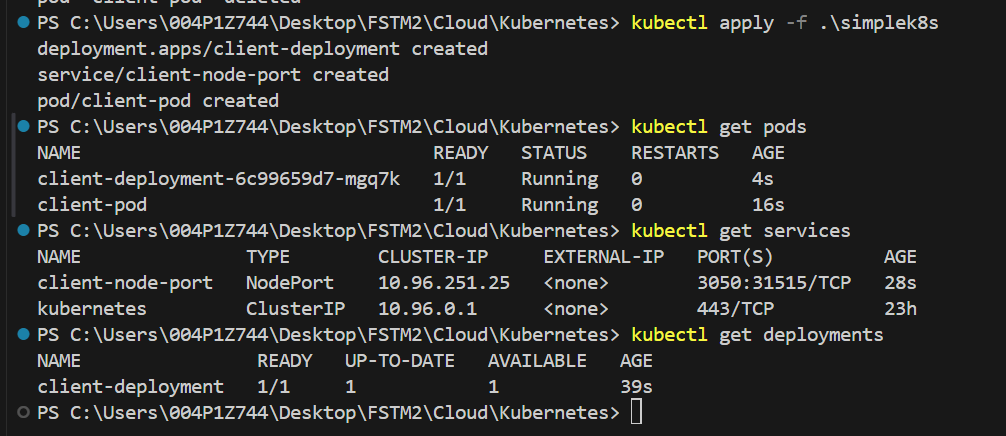 PS C:\Users\004P1Z744\Desktop\FSTM2\Cloud\Kubernetes> kubectl apply -f .\simplek8s
deployment.apps/client-deployment created
service/client-node-port created
pod/client-pod created
PS C:\Users\004P1Z744\Desktop\FSTM2\Cloud\Kubernetes> kubectl get pods
NAME READY STATUS RESTARTS AGE
client-deployment-6c99659d7-mgq7k 1/1 Running 0 4s
client-pod 1/1 Running 0 16s
PS C:\Users\004P1Z744\Desktop\FSTM2\Cloud\Kubernetes> kubectl get services
NAME TYPE CLUSTER-IP EXTERNAL-IP PORT(S) AGE
client-node-port NodePort 10.96.251.25 <none> 3050:31515/TCP 28s
kubernetes ClusterIP 10.96.0.1 <none> 443/TCP 23h
PS C:\Users\004P1Z744\Desktop\FSTM2\Cloud\Kubernetes> kubectl get deployments
NAME READY UP-TO-DATE AVAILABLE AGE
client-deployment 1/1 1 1 39s
PS C:\Users\004P1Z744\Desktop\FSTM2\Cloud\Kubernetes>